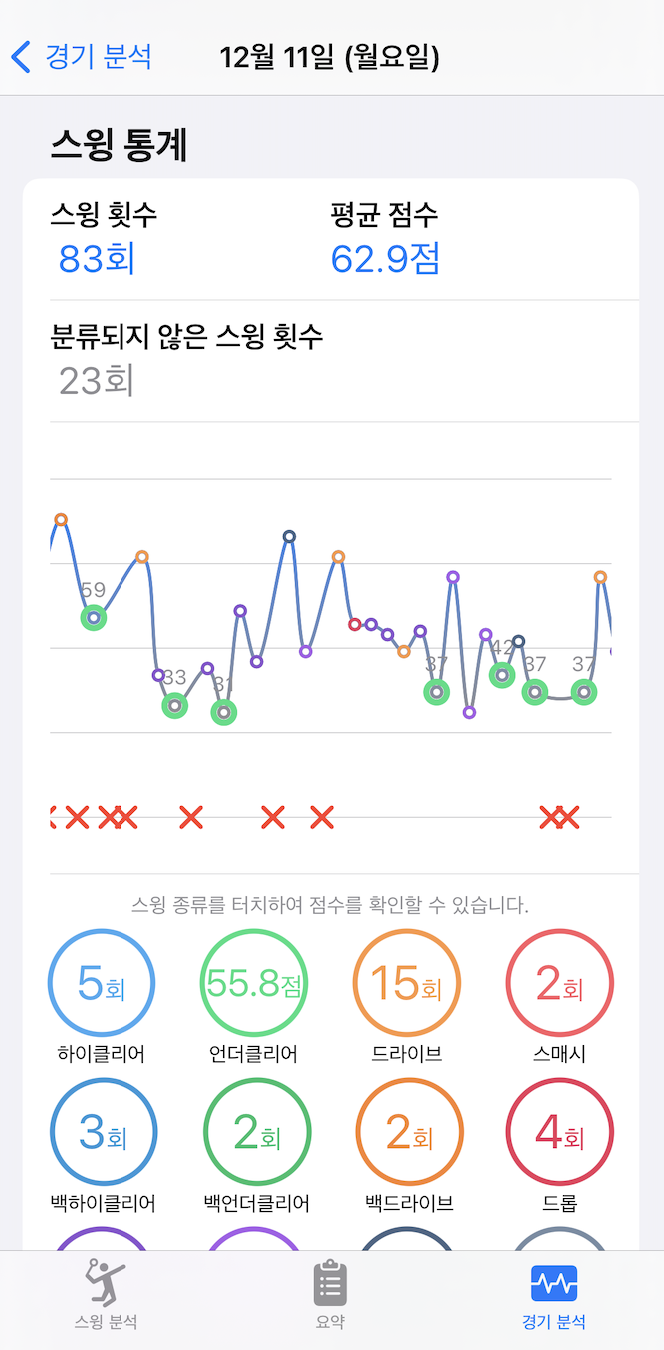 경기 분석
12월 11일 (월요일)
스윙 통계
스윙 횟수 평균 점수
83회 62.9점
분류되지 않은 스윙 횟수
23회
59
33
31
37
42
37
37
스윙 종류를 터치하여 점수를 확인할 수 있습니다.
5회 55.8점 15회 2회
하이클리어 언더클리어 드라이브 스매시
3회 2회 2회 4회
백하이클리어 백언더클리어 백드라이브 드롭
스윙 분석 요약 경기 분석